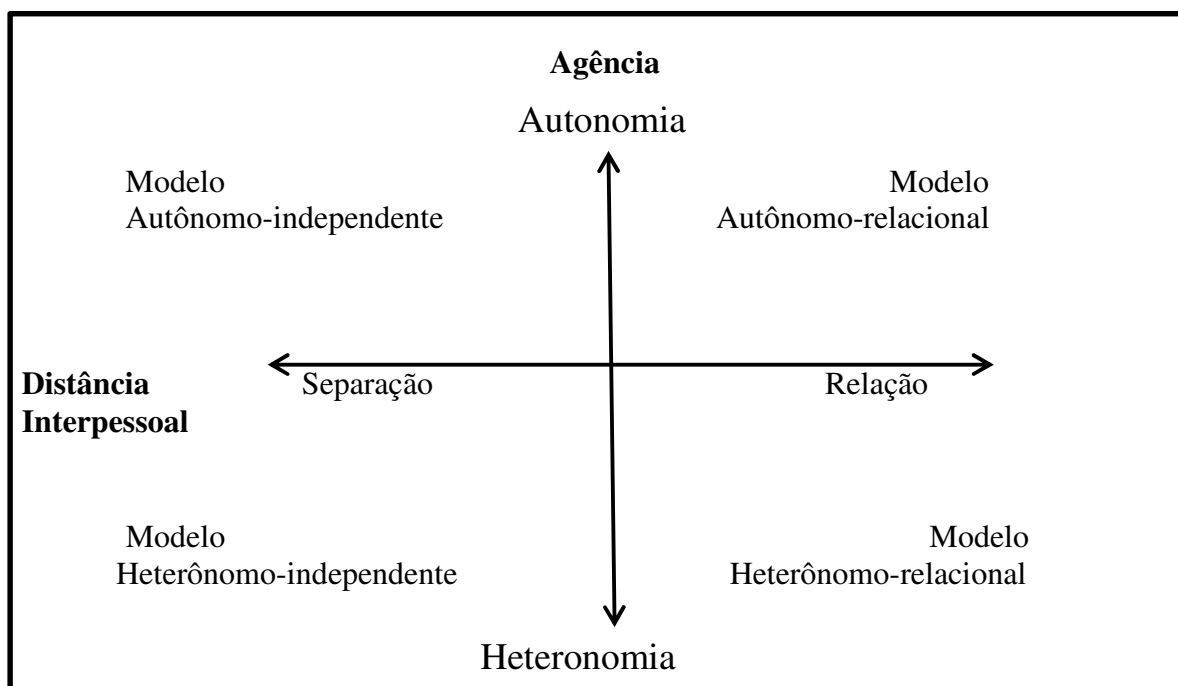 Agência
Autonomia
Modelo
Autônomo-independente
Modelo
Autônomo-relacional
Distância
Interpessoal
Separação
Relação
Modelo
Heterônomo-independente
Modelo
Heterônomo-relacional
Heteronomia